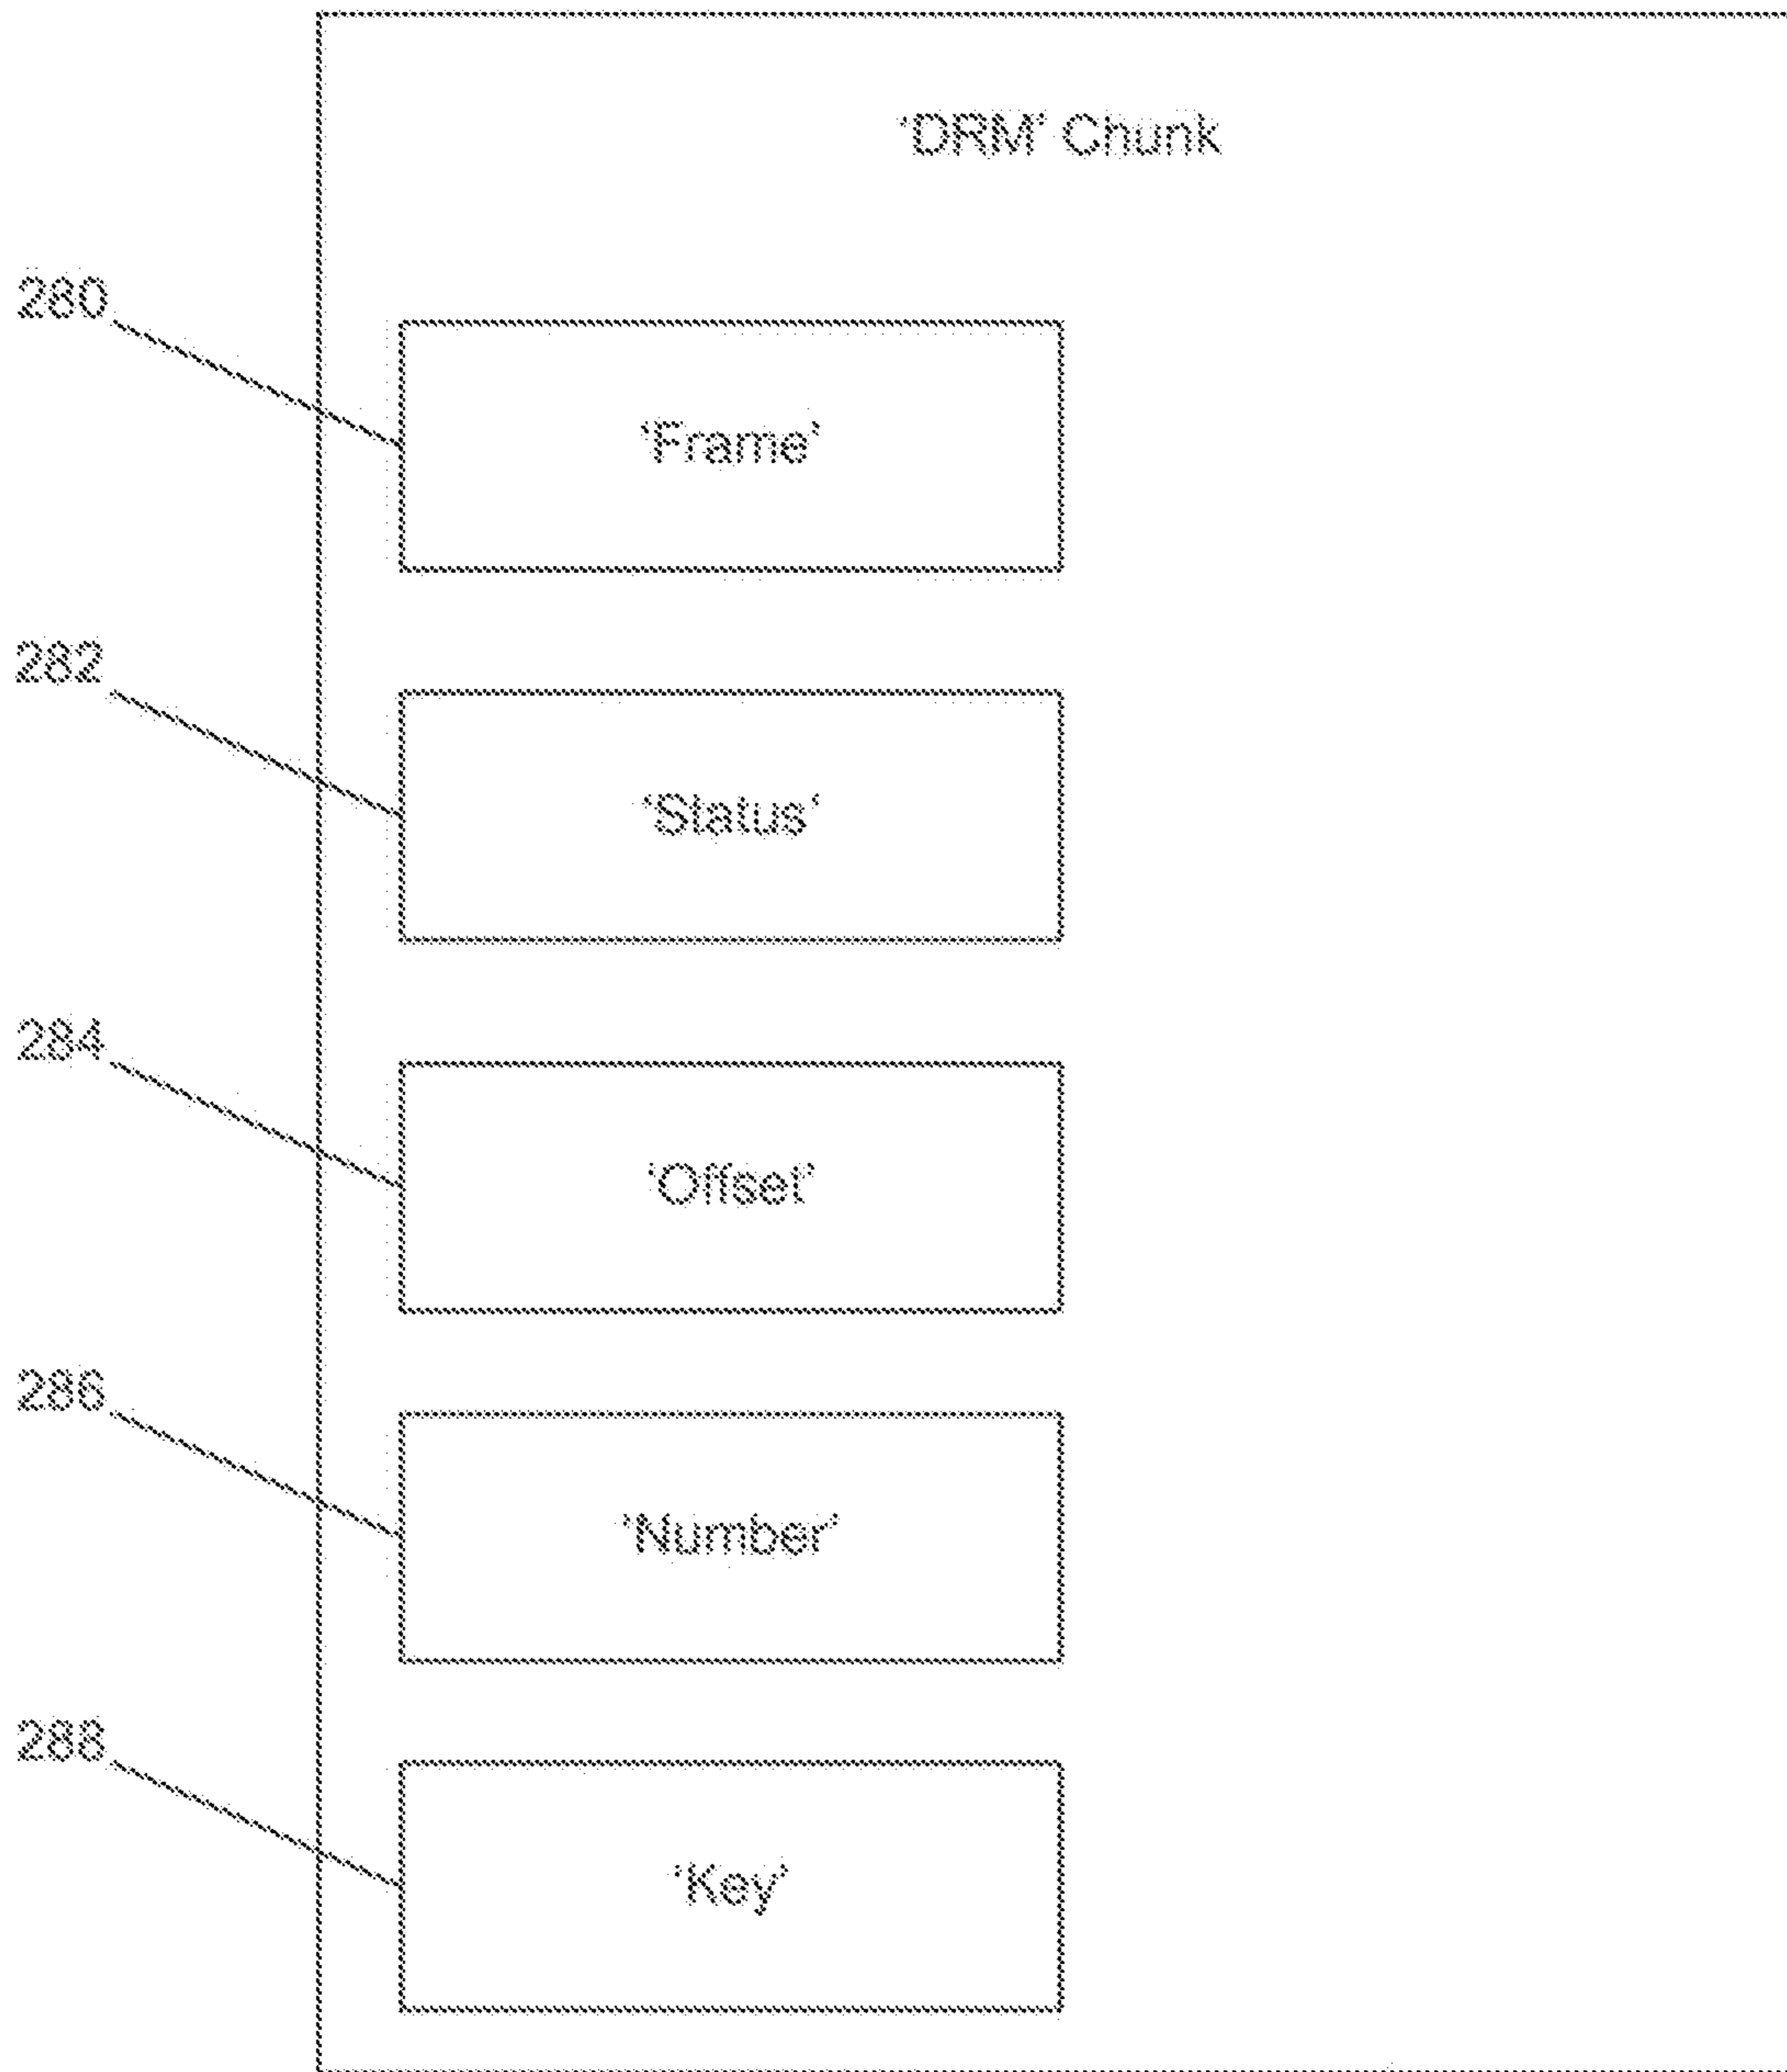 ‘DRM’ Chunk
280
‘Frame’
282
‘Status‘
284
‘Offset’
286
‘Number’
288
‘Key’